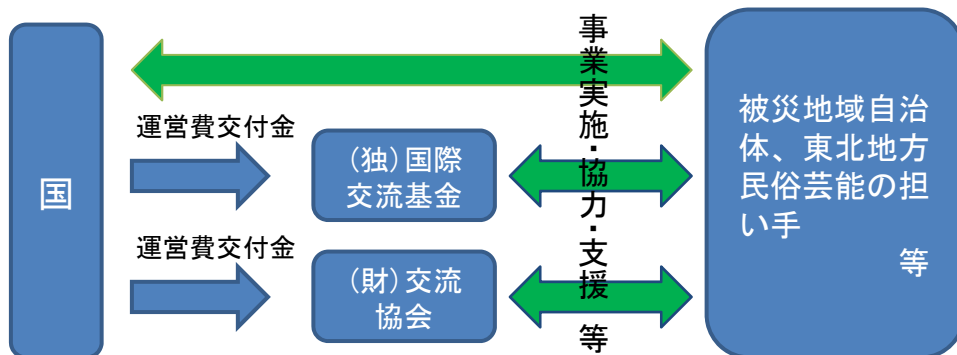 国
運営費交付金
(独)国際
交流基金
運営費交付金
(財)交流
協会
事業実施・協力・支援 等
被災地域自治
体、東北地方
民俗芸能の担
い手
等